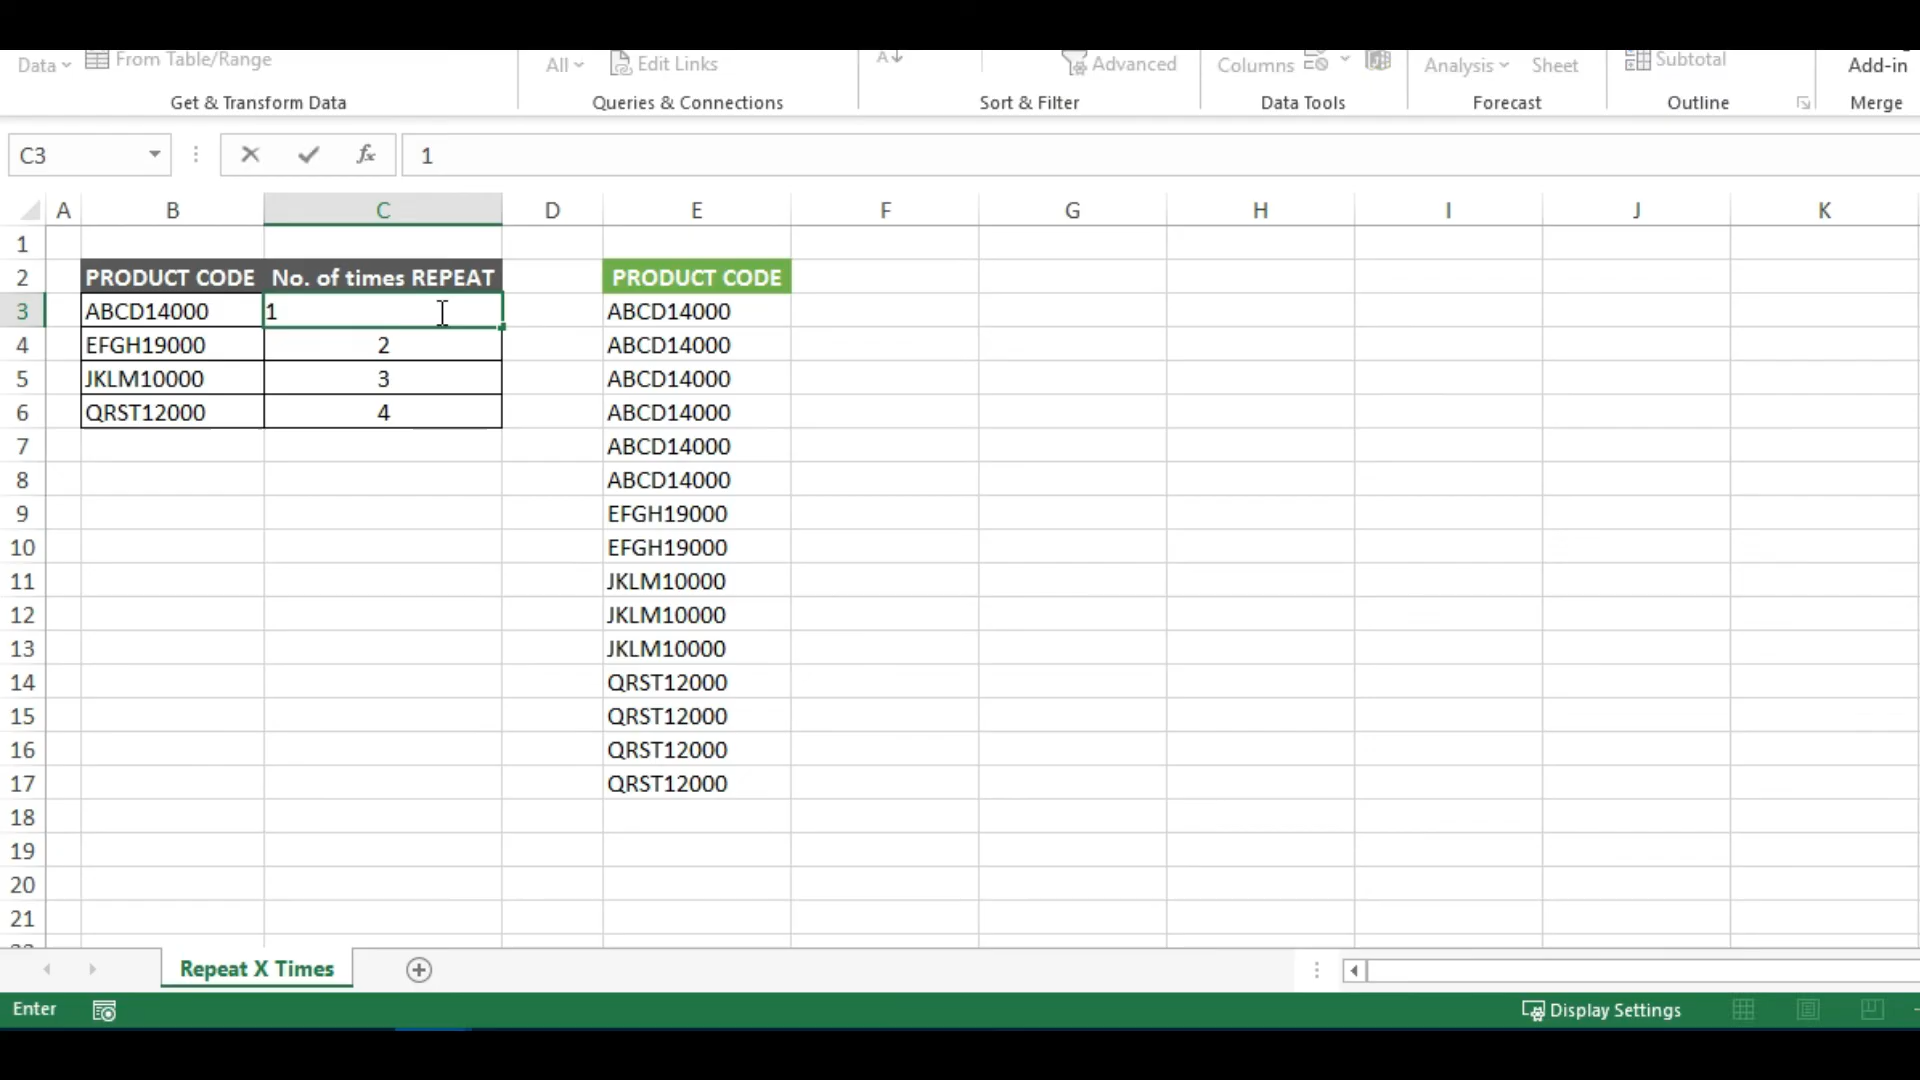 Data From Table/Range All Edit Links Advanced Columns Analysis Sheet Subtotal Add-in
Get & Transform Data Queries & Connections Sort & Filter Data Tools Forecast Outline Merge
C3 fx 1
A B C D E F G H I J K
1
2 PRODUCT CODE No. of times REPEAT PRODUCT CODE
3 ABCD14000 1 ABCD14000
4 EFGH19000 2 ABCD14000
5 JKLM10000 3 ABCD14000
6 QRST12000 4 ABCD14000
7 ABCD14000
8 ABCD14000
9 EFGH19000
10 EFGH19000
11 JKLM10000
12 JKLM10000
13 JKLM10000
14 QRST12000
15 QRST12000
16 QRST12000
17 QRST12000
18
19
20
21
Repeat X Times
Enter Display Settings